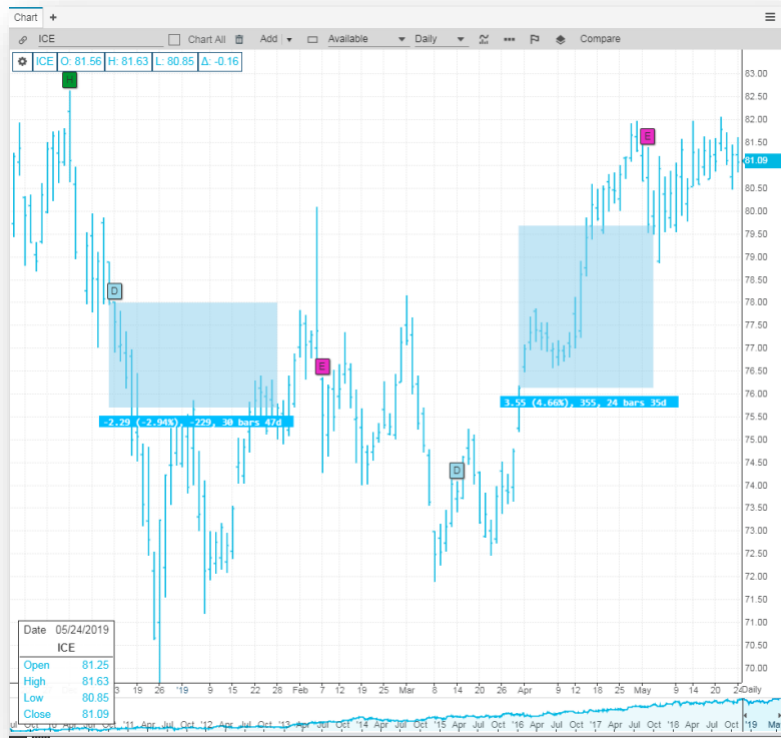 Chart +
ICE Chart All Add Available Daily Compare
ICE O: 81.56 H: 81.63 L: 80.85 Δ: -0.16
H
83.00
82.50
82.00
E
81.50
81.09
80.50
80.00
79.50
79.00
78.50
D
78.00
77.50
77.00
E
76.50
76.00
3.55 (4.66%), 355, 24 bars 35d
75.50
-2.29 (-2.94%), -229, 30 bars 47d
75.00
D
74.50
74.00
73.50
73.00
72.50
72.00
71.50
71.00
70.50
70.00
Date 05/24/2019
ICE
Open 81.25
High 81.63
Low 80.85
Close 81.09
3 19 26 '19 9 15 22 28 Feb 7 12 19 25 Mar 8 14 20 26 Apr 9 12 18 25 May 9 14 20 24 Daily
'11 Apr Jul Oct '12 Apr Jul Oct '13 Apr Jul Oct '14 Apr Jul Oct '15 Apr Jul Oct '16 Apr Jul Oct '17 Apr Jul Oct '18 Apr Jul Oct '19